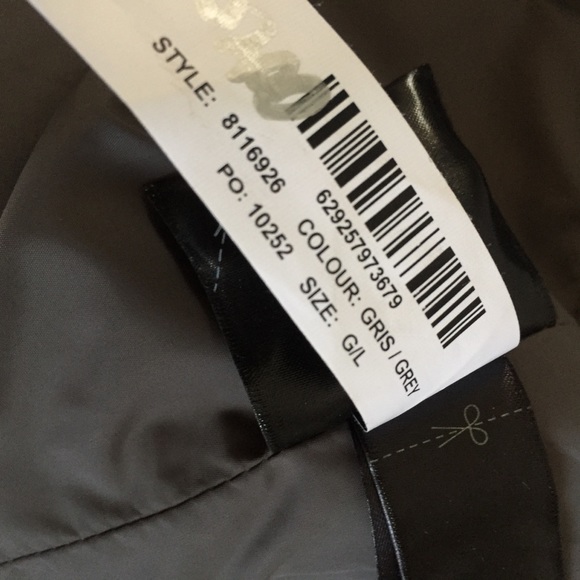 629257973679
STYLE: 8116926
COLOUR: GRIS / GREY
PO: 10252 SIZE: G/L